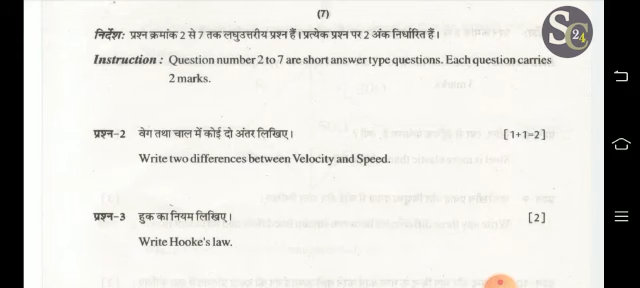 (7)
SC 24
निर्देश: प्रश्न क्रमांक 2 से 7 तक लघुउत्तरीय प्रश्न हैं। प्रत्येक प्रश्न पर 2 अंक निर्धारित हैं।
Instruction : Question number 2 to 7 are short answer type questions. Each question carries
2 marks.
प्रश्न-2 वेग तथा चाल में कोई दो अंतर लिखिए। [1+1=2]
Write two differences between Velocity and Speed.
प्रश्न-3 हुक का नियम लिखिए। [2]
Write Hooke's law.